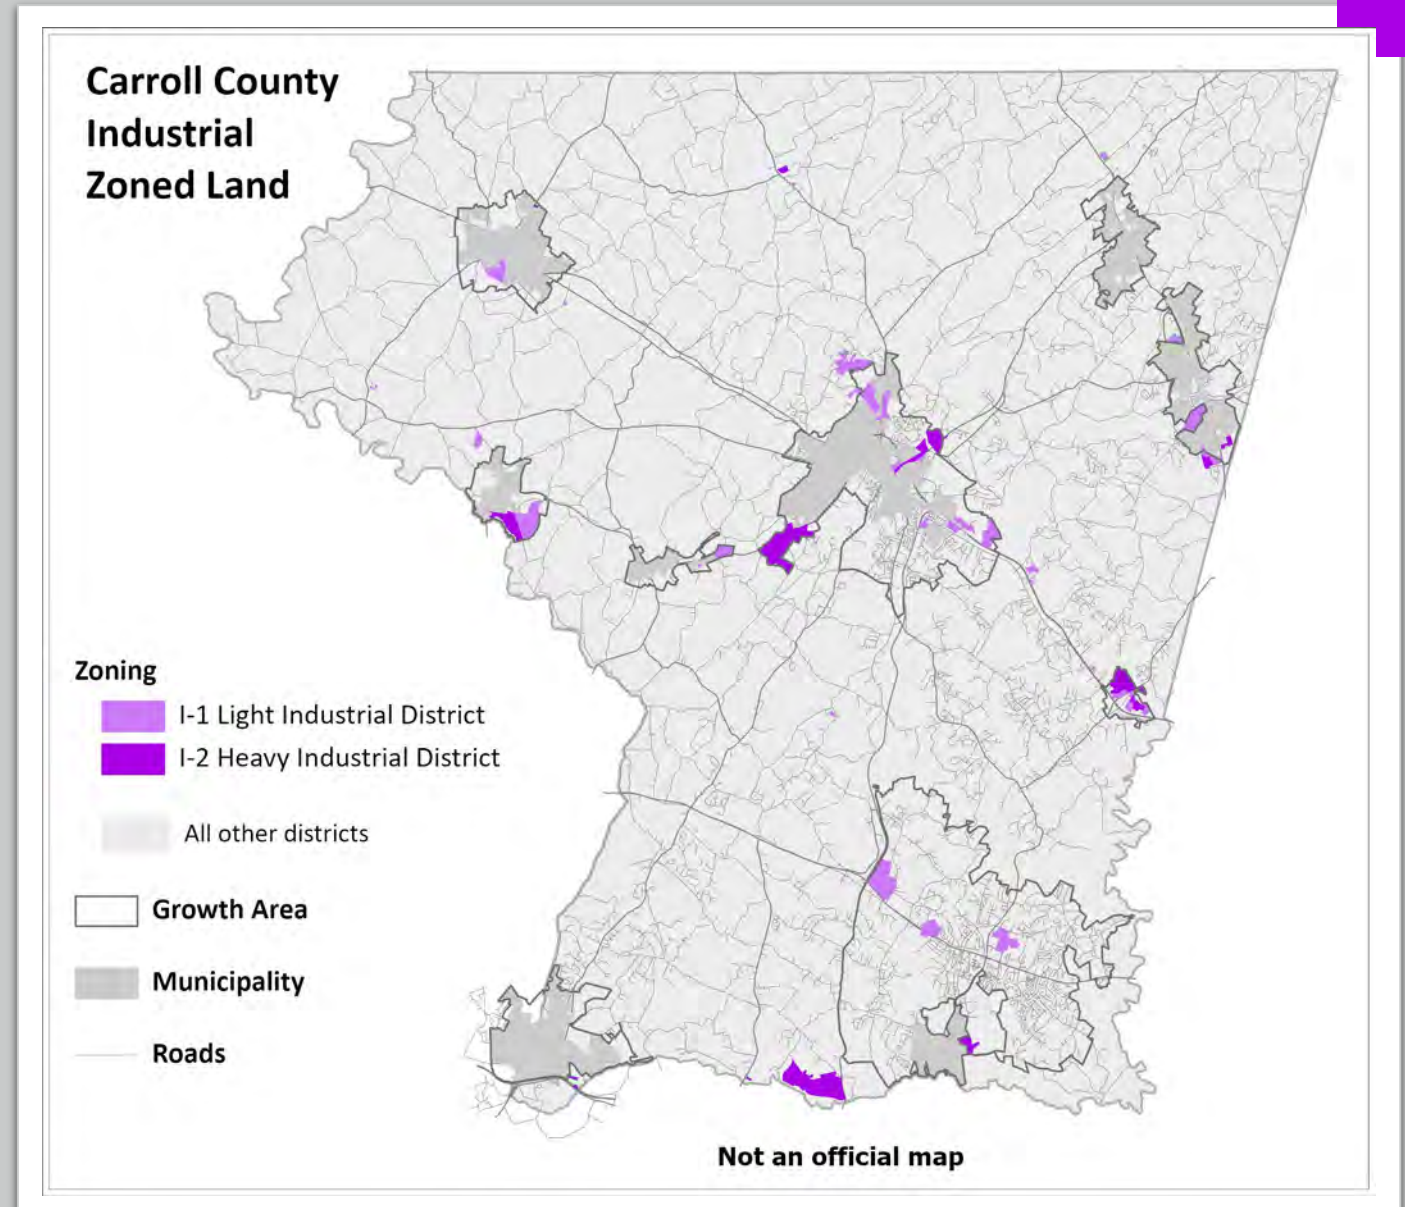 Carroll County
Industrial
Zoned Land
Zoning
I-1 Light Industrial District
I-2 Heavy Industrial District
All other districts
Growth Area
Municipality
Roads
Not an official map